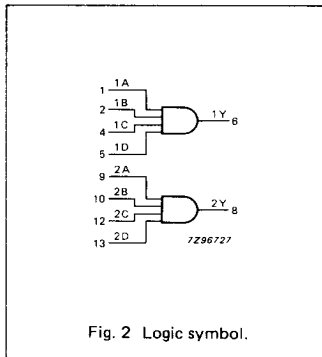 1 1A
2 1B
4 1C
5 1D
1Y 6
9 2A
10 2B
12 2C
13 2D
2Y 8
7Z96727
Fig. 2 Logic symbol.